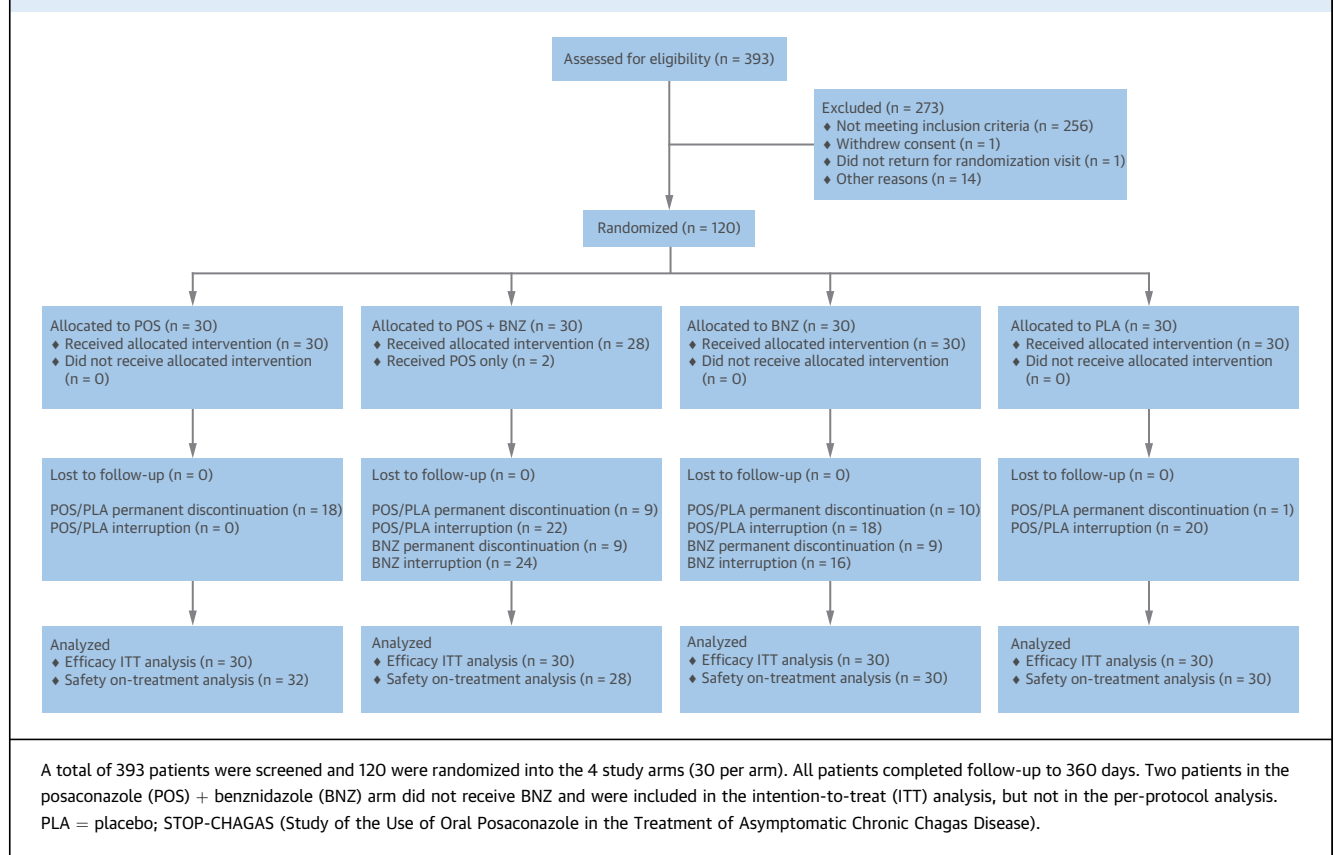 Assessed for eligibility (n = 393)
Excluded (n = 273)
♦ Not meeting inclusion criteria (n = 256)
♦ Withdrew consent (n = 1)
♦ Did not return for randomization visit (n = 1)
♦ Other reasons (n = 14)
Randomized (n = 120)
Allocated to POS (n = 30)
♦ Received allocated intervention (n = 30)
♦ Did not receive allocated intervention
(n = 0)
Allocated to POS + BNZ (n = 30)
♦ Received allocated intervention (n = 28)
♦ Received POS only (n = 2)
Allocated to BNZ (n = 30)
♦ Received allocated intervention (n = 30)
♦ Did not receive allocated intervention
(n = 0)
Allocated to PLA (n = 30)
♦ Received allocated intervention (n = 30)
♦ Did not receive allocated intervention
(n = 0)
Lost to follow-up (n = 0)
POS/PLA permanent discontinuation (n = 18)
POS/PLA interruption (n = 0)
Lost to follow-up (n = 0)
POS/PLA permanent discontinuation (n = 9)
POS/PLA interruption (n = 22)
BNZ permanent discontinuation (n = 9)
BNZ interruption (n = 24)
Lost to follow-up (n = 0)
POS/PLA permanent discontinuation (n = 10)
POS/PLA interruption (n = 18)
BNZ permanent discontinuation (n = 9)
BNZ interruption (n = 16)
Lost to follow-up (n = 0)
POS/PLA permanent discontinuation (n = 1)
POS/PLA interruption (n = 20)
Analyzed
♦ Efficacy ITT analysis (n = 30)
♦ Safety on-treatment analysis (n = 32)
Analyzed
♦ Efficacy ITT analysis (n = 30)
♦ Safety on-treatment analysis (n = 28)
Analyzed
♦ Efficacy ITT analysis (n = 30)
♦ Safety on-treatment analysis (n = 30)
Analyzed
♦ Efficacy ITT analysis (n = 30)
♦ Safety on-treatment analysis (n = 30)
A total of 393 patients were screened and 120 were randomized into the 4 study arms (30 per arm). All patients completed follow-up to 360 days. Two patients in the
posaconazole (POS) + benznidazole (BNZ) arm did not receive BNZ and were included in the intention-to-treat (ITT) analysis, but not in the per-protocol analysis.
PLA = placebo; STOP-CHAGAS (Study of the Use of Oral Posaconazole in the Treatment of Asymptomatic Chronic Chagas Disease).